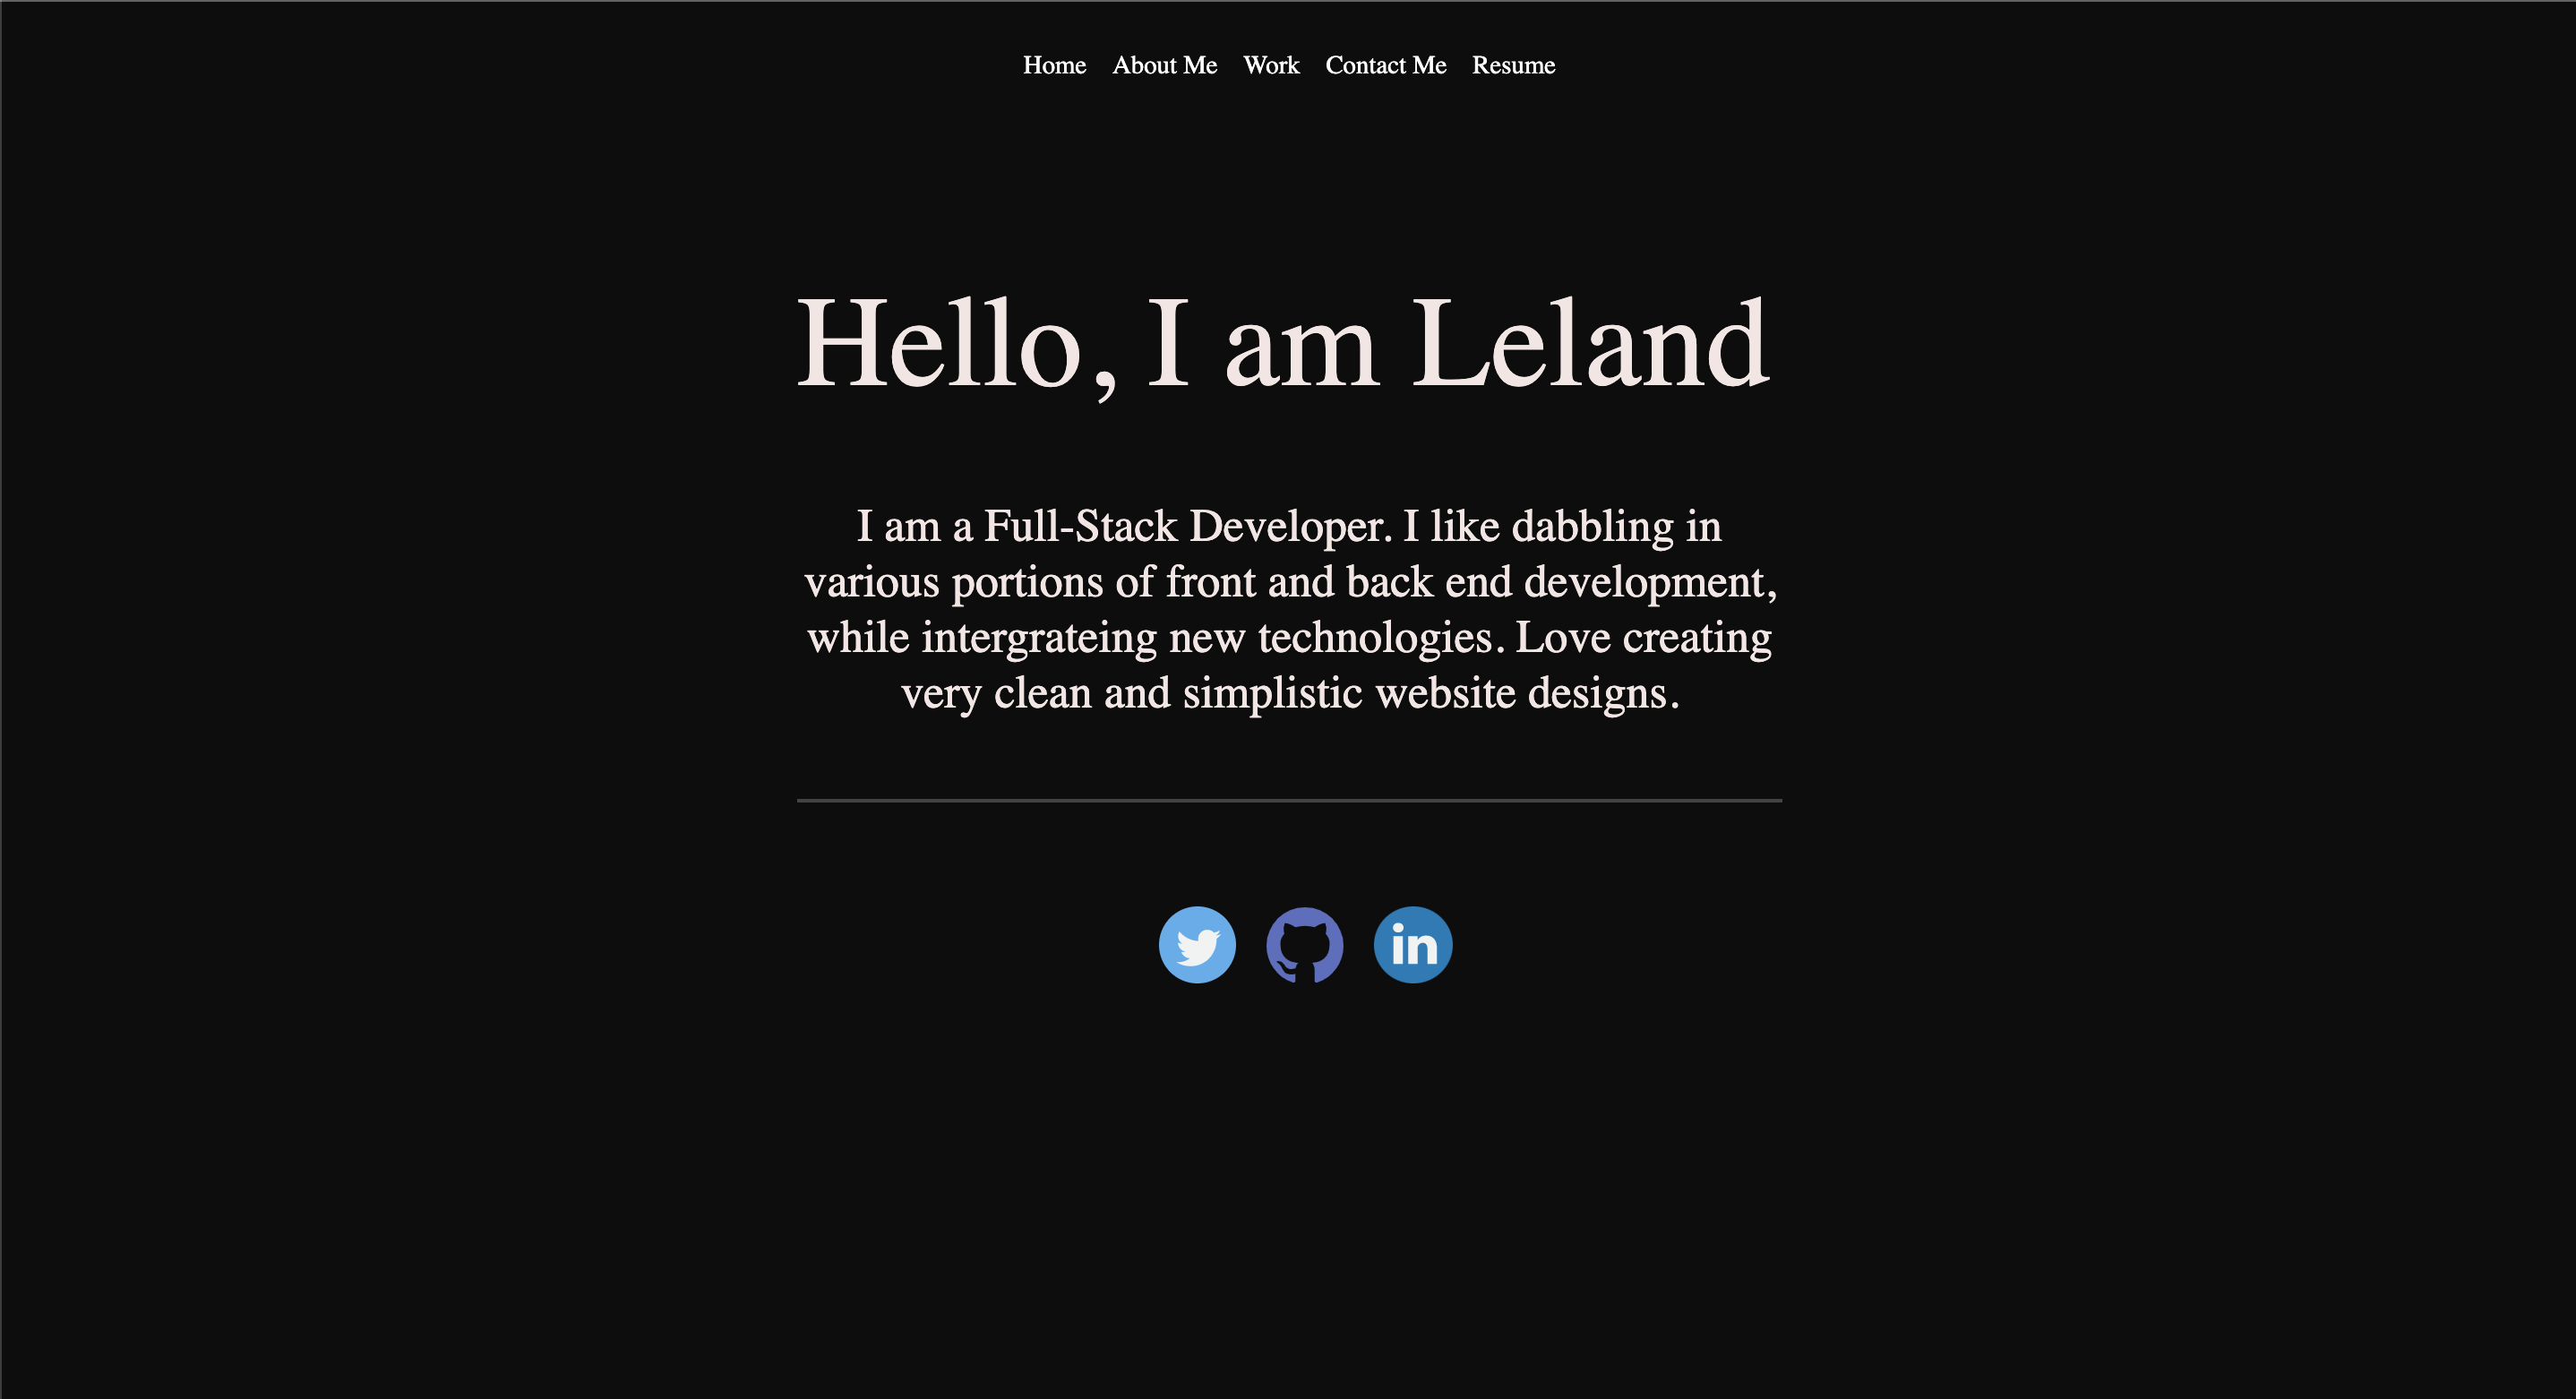 Home About Me Work Contact Me Resume
Hello, I am Leland
I am a Full-Stack Developer. I like dabbling in
various portions of front and back end development,
while intergrateing new technologies. Love creating
very clean and simplistic website designs.
in